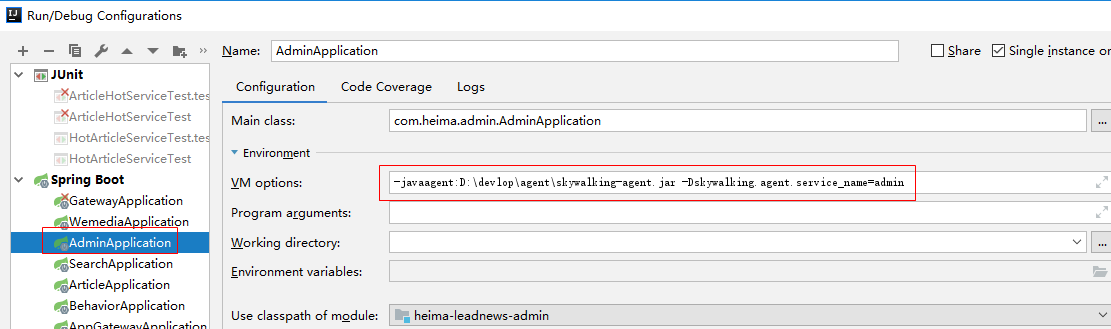 Run/Debug Configurations
Name: AdminApplication
Share
Single instance on
JUnit
ArticleHotServiceTest.tes
ArticleHotServiceTest
HotArticleServiceTest.tes
HotArticleServiceTest
Spring Boot
GatewayApplication
WemediaApplication
AdminApplication
SearchApplication
ArticleApplication
BehaviorApplication
AppGatewayApplication
Configuration
Code Coverage
Logs
Main class: com.heima.admin.AdminApplication
...
Environment
VM options: -javaagent:D:\devlop\agent\skywalking-agent.jar -Dskywalking.agent.service_name=admin
Program arguments:
Working directory:
...
Environment variables:
Use classpath of module: heima-leadnews-admin